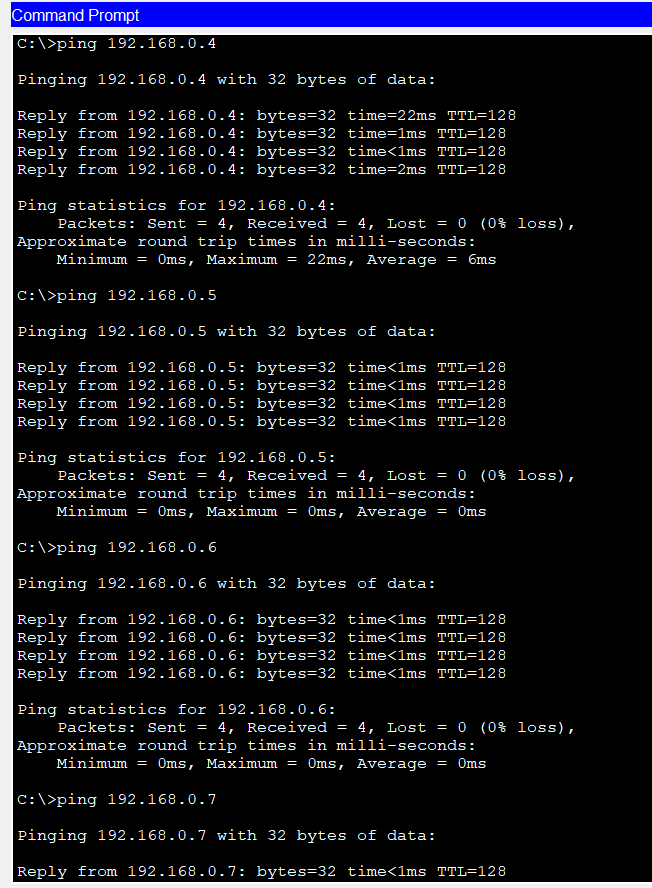 Command Prompt
C:\>ping 192.168.0.4
Pinging 192.168.0.4 with 32 bytes of data:
Reply from 192.168.0.4: bytes=32 time=22ms TTL=128
Reply from 192.168.0.4: bytes=32 time=1ms TTL=128
Reply from 192.168.0.4: bytes=32 time<1ms TTL=128
Reply from 192.168.0.4: bytes=32 time=2ms TTL=128
Ping statistics for 192.168.0.4:
Packets: Sent = 4, Received = 4, Lost = 0 (0% loss),
Approximate round trip times in milli-seconds:
Minimum = 0ms, Maximum = 22ms, Average = 6ms
C:\>ping 192.168.0.5
Pinging 192.168.0.5 with 32 bytes of data:
Reply from 192.168.0.5: bytes=32 time<1ms TTL=128
Reply from 192.168.0.5: bytes=32 time<1ms TTL=128
Reply from 192.168.0.5: bytes=32 time<1ms TTL=128
Reply from 192.168.0.5: bytes=32 time<1ms TTL=128
Ping statistics for 192.168.0.5:
Packets: Sent = 4, Received = 4, Lost = 0 (0% loss),
Approximate round trip times in milli-seconds:
Minimum = 0ms, Maximum = 0ms, Average = 0ms
C:\>ping 192.168.0.6
Pinging 192.168.0.6 with 32 bytes of data:
Reply from 192.168.0.6: bytes=32 time<1ms TTL=128
Reply from 192.168.0.6: bytes=32 time<1ms TTL=128
Reply from 192.168.0.6: bytes=32 time<1ms TTL=128
Reply from 192.168.0.6: bytes=32 time<1ms TTL=128
Ping statistics for 192.168.0.6:
Packets: Sent = 4, Received = 4, Lost = 0 (0% loss),
Approximate round trip times in milli-seconds:
Minimum = 0ms, Maximum = 0ms, Average = 0ms
C:\>ping 192.168.0.7
Pinging 192.168.0.7 with 32 bytes of data:
Reply from 192.168.0.7: bytes=32 time<1ms TTL=128